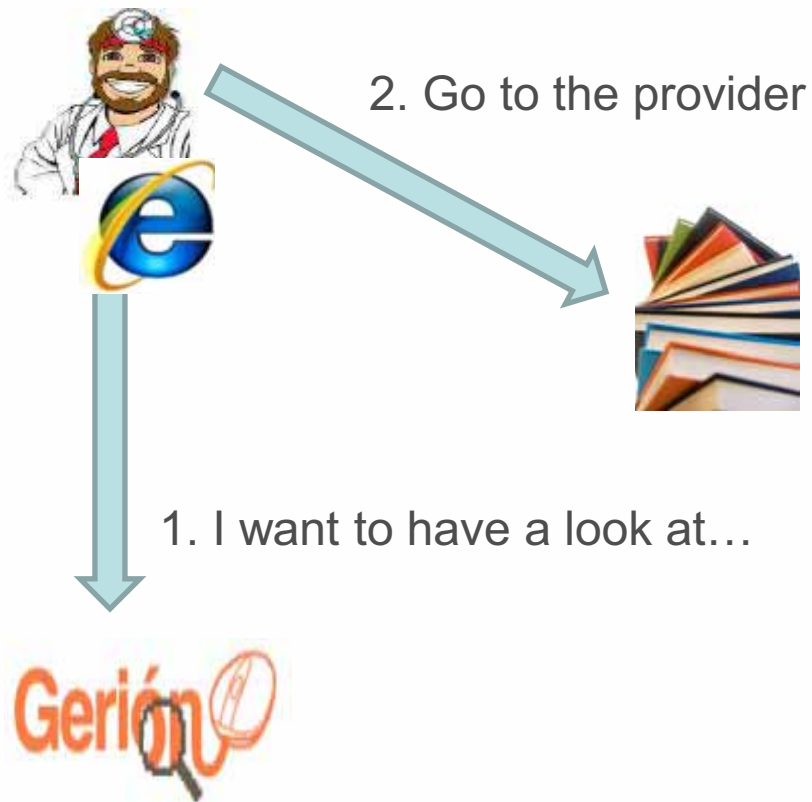 2. Go to the provider
1. I want to have a look at…
Gerión